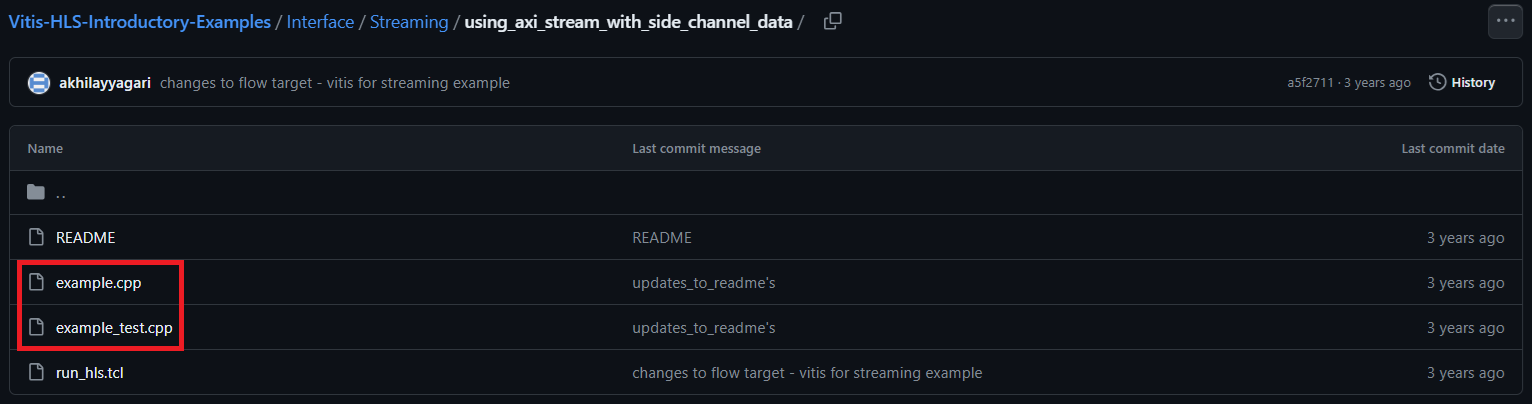 Vitis-HLS-Introductory-Examples / Interface / Streaming / using_axi_stream_with_side_channel_data /
akhilayyagari changes to flow target - vitis for streaming example a5f2711 · 3 years ago History
Name Last commit message Last commit date
..
README README 3 years ago
example.cpp updates_to_readme's 3 years ago
example_test.cpp updates_to_readme's 3 years ago
run_hls.tcl changes to flow target - vitis for streaming example 3 years ago